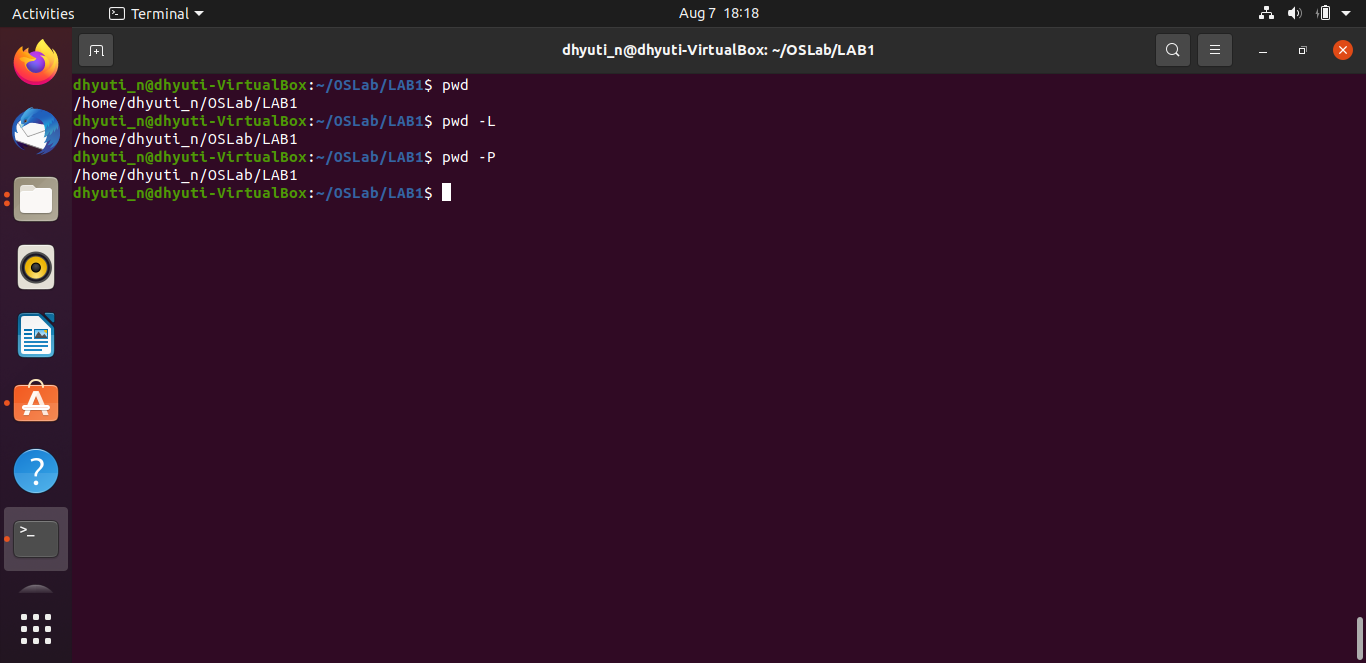 Activities Terminal Aug 7 18:18
dhyuti_n@dhyuti-VirtualBox: ~/OSLab/LAB1
dhyuti_n@dhyuti-VirtualBox:~/OSLab/LAB1$ pwd
/home/dhyuti_n/OSLab/LAB1
dhyuti_n@dhyuti-VirtualBox:~/OSLab/LAB1$ pwd -L
/home/dhyuti_n/OSLab/LAB1
dhyuti_n@dhyuti-VirtualBox:~/OSLab/LAB1$ pwd -P
/home/dhyuti_n/OSLab/LAB1
dhyuti_n@dhyuti-VirtualBox:~/OSLab/LAB1$